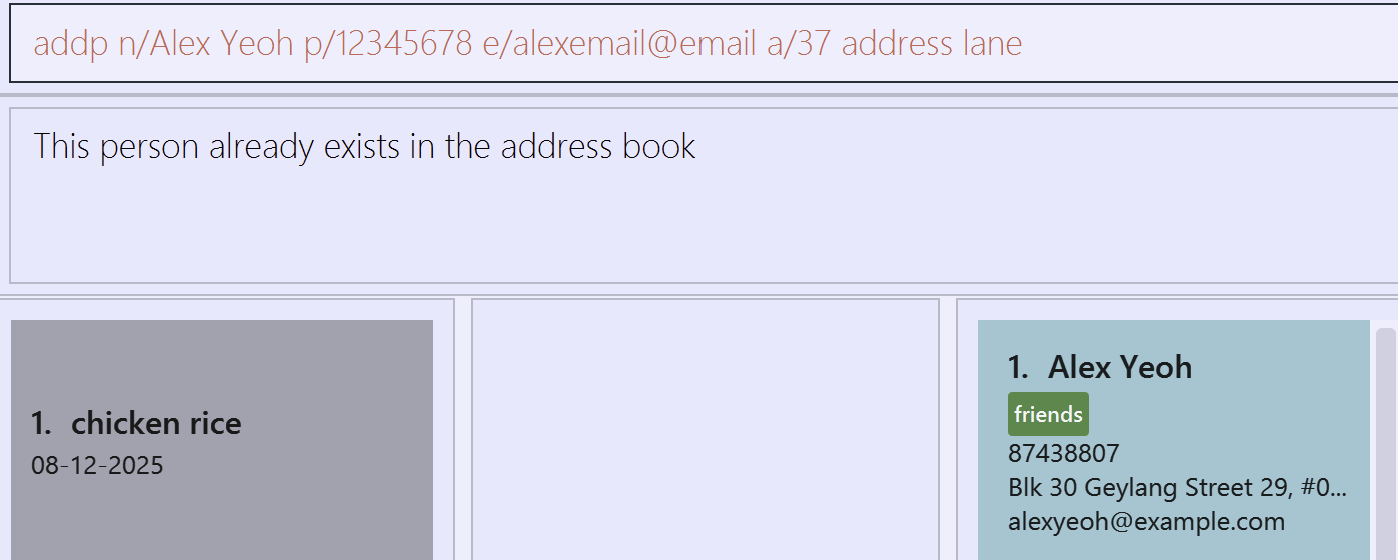 addp n/Alex Yeoh p/12345678 e/alexemail@email a/37 address lane
This person already exists in the address book
1. chicken rice
08-12-2025
1. Alex Yeoh
friends
87438807
Blk 30 Geylang Street 29, #0...
alexyeoh@example.com